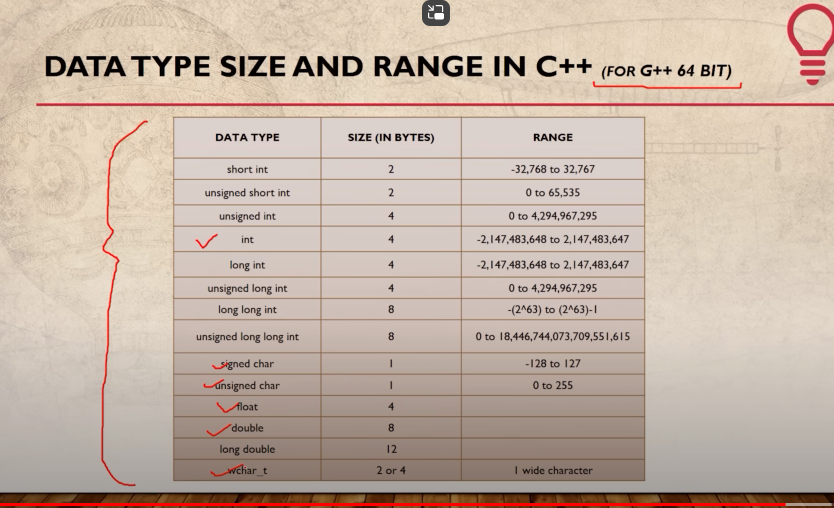 DATA TYPE SIZE AND RANGE IN C++ (FOR G++ 64 BIT)
DATA TYPE SIZE (IN BYTES) RANGE
short int 2 -32,768 to 32,767
unsigned short int 2 0 to 65,535
unsigned int 4 0 to 4,294,967,295
int 4 -2,147,483,648 to 2,147,483,647
long int 4 -2,147,483,648 to 2,147,483,647
unsigned long int 4 0 to 4,294,967,295
long long int 8 -(2^63) to (2^63)-1
unsigned long long int 8 0 to 18,446,744,073,709,551,615
signed char 1 -128 to 127
unsigned char 1 0 to 255
float 4
double 8
long double 12
wchar_t 2 or 4 1 wide character